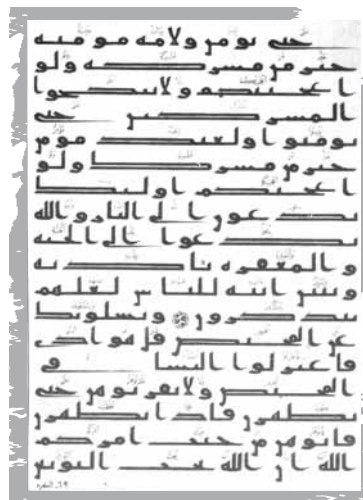 حتى يومن ولامه مومنه
خير من مشركه ولو
اعجبتكم ولا تنكحوا
المشركين حتى
يومنوا ولعبد مومن
خير من مشرك ولو
اعجبكم اوليك
يدعون الى النار والله
يدعوا الى الجنه
والمغفره باذنه
ويبين ايته للناس لعلهم
يتذكرون ويسلونك
عن المحيض قل هو اذى
فاعتزلوا النسا في
المحيض ولا تقربوهن حتى
يطهرن فاذا تطهرن
فاتوهن من حيث امركم
الله ان الله يحب التوبين